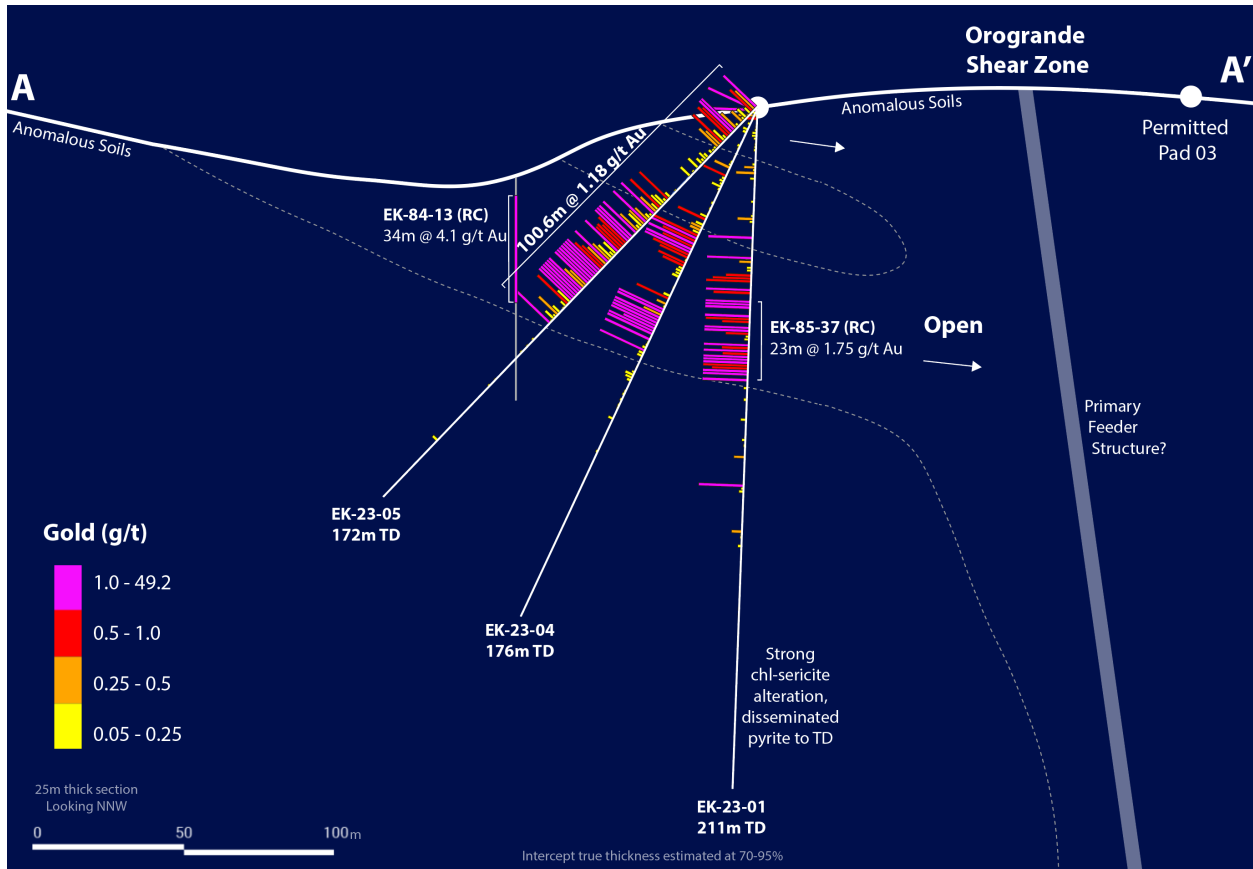 A
Orogrande
Shear Zone
A'
Anomalous Soils
Anomalous Soils
Permitted
Pad 03
100.6m @ 1.18 g/t Au
EK-84-13 (RC)
34m @ 4.1 g/t Au
EK-85-37 (RC)
23m @ 1.75 g/t Au
Open
Primary
Feeder
Structure?
EK-23-05
172m TD
EK-23-04
176m TD
Strong
chl-sericite
alteration,
disseminated
pyrite to TD
EK-23-01
211m TD
Gold (g/t)
1.0 - 49.2
0.5 - 1.0
0.25 - 0.5
0.05 - 0.25
25m thick section
Looking NNW
0 50 100m
Intercept true thickness estimated at 70-95%